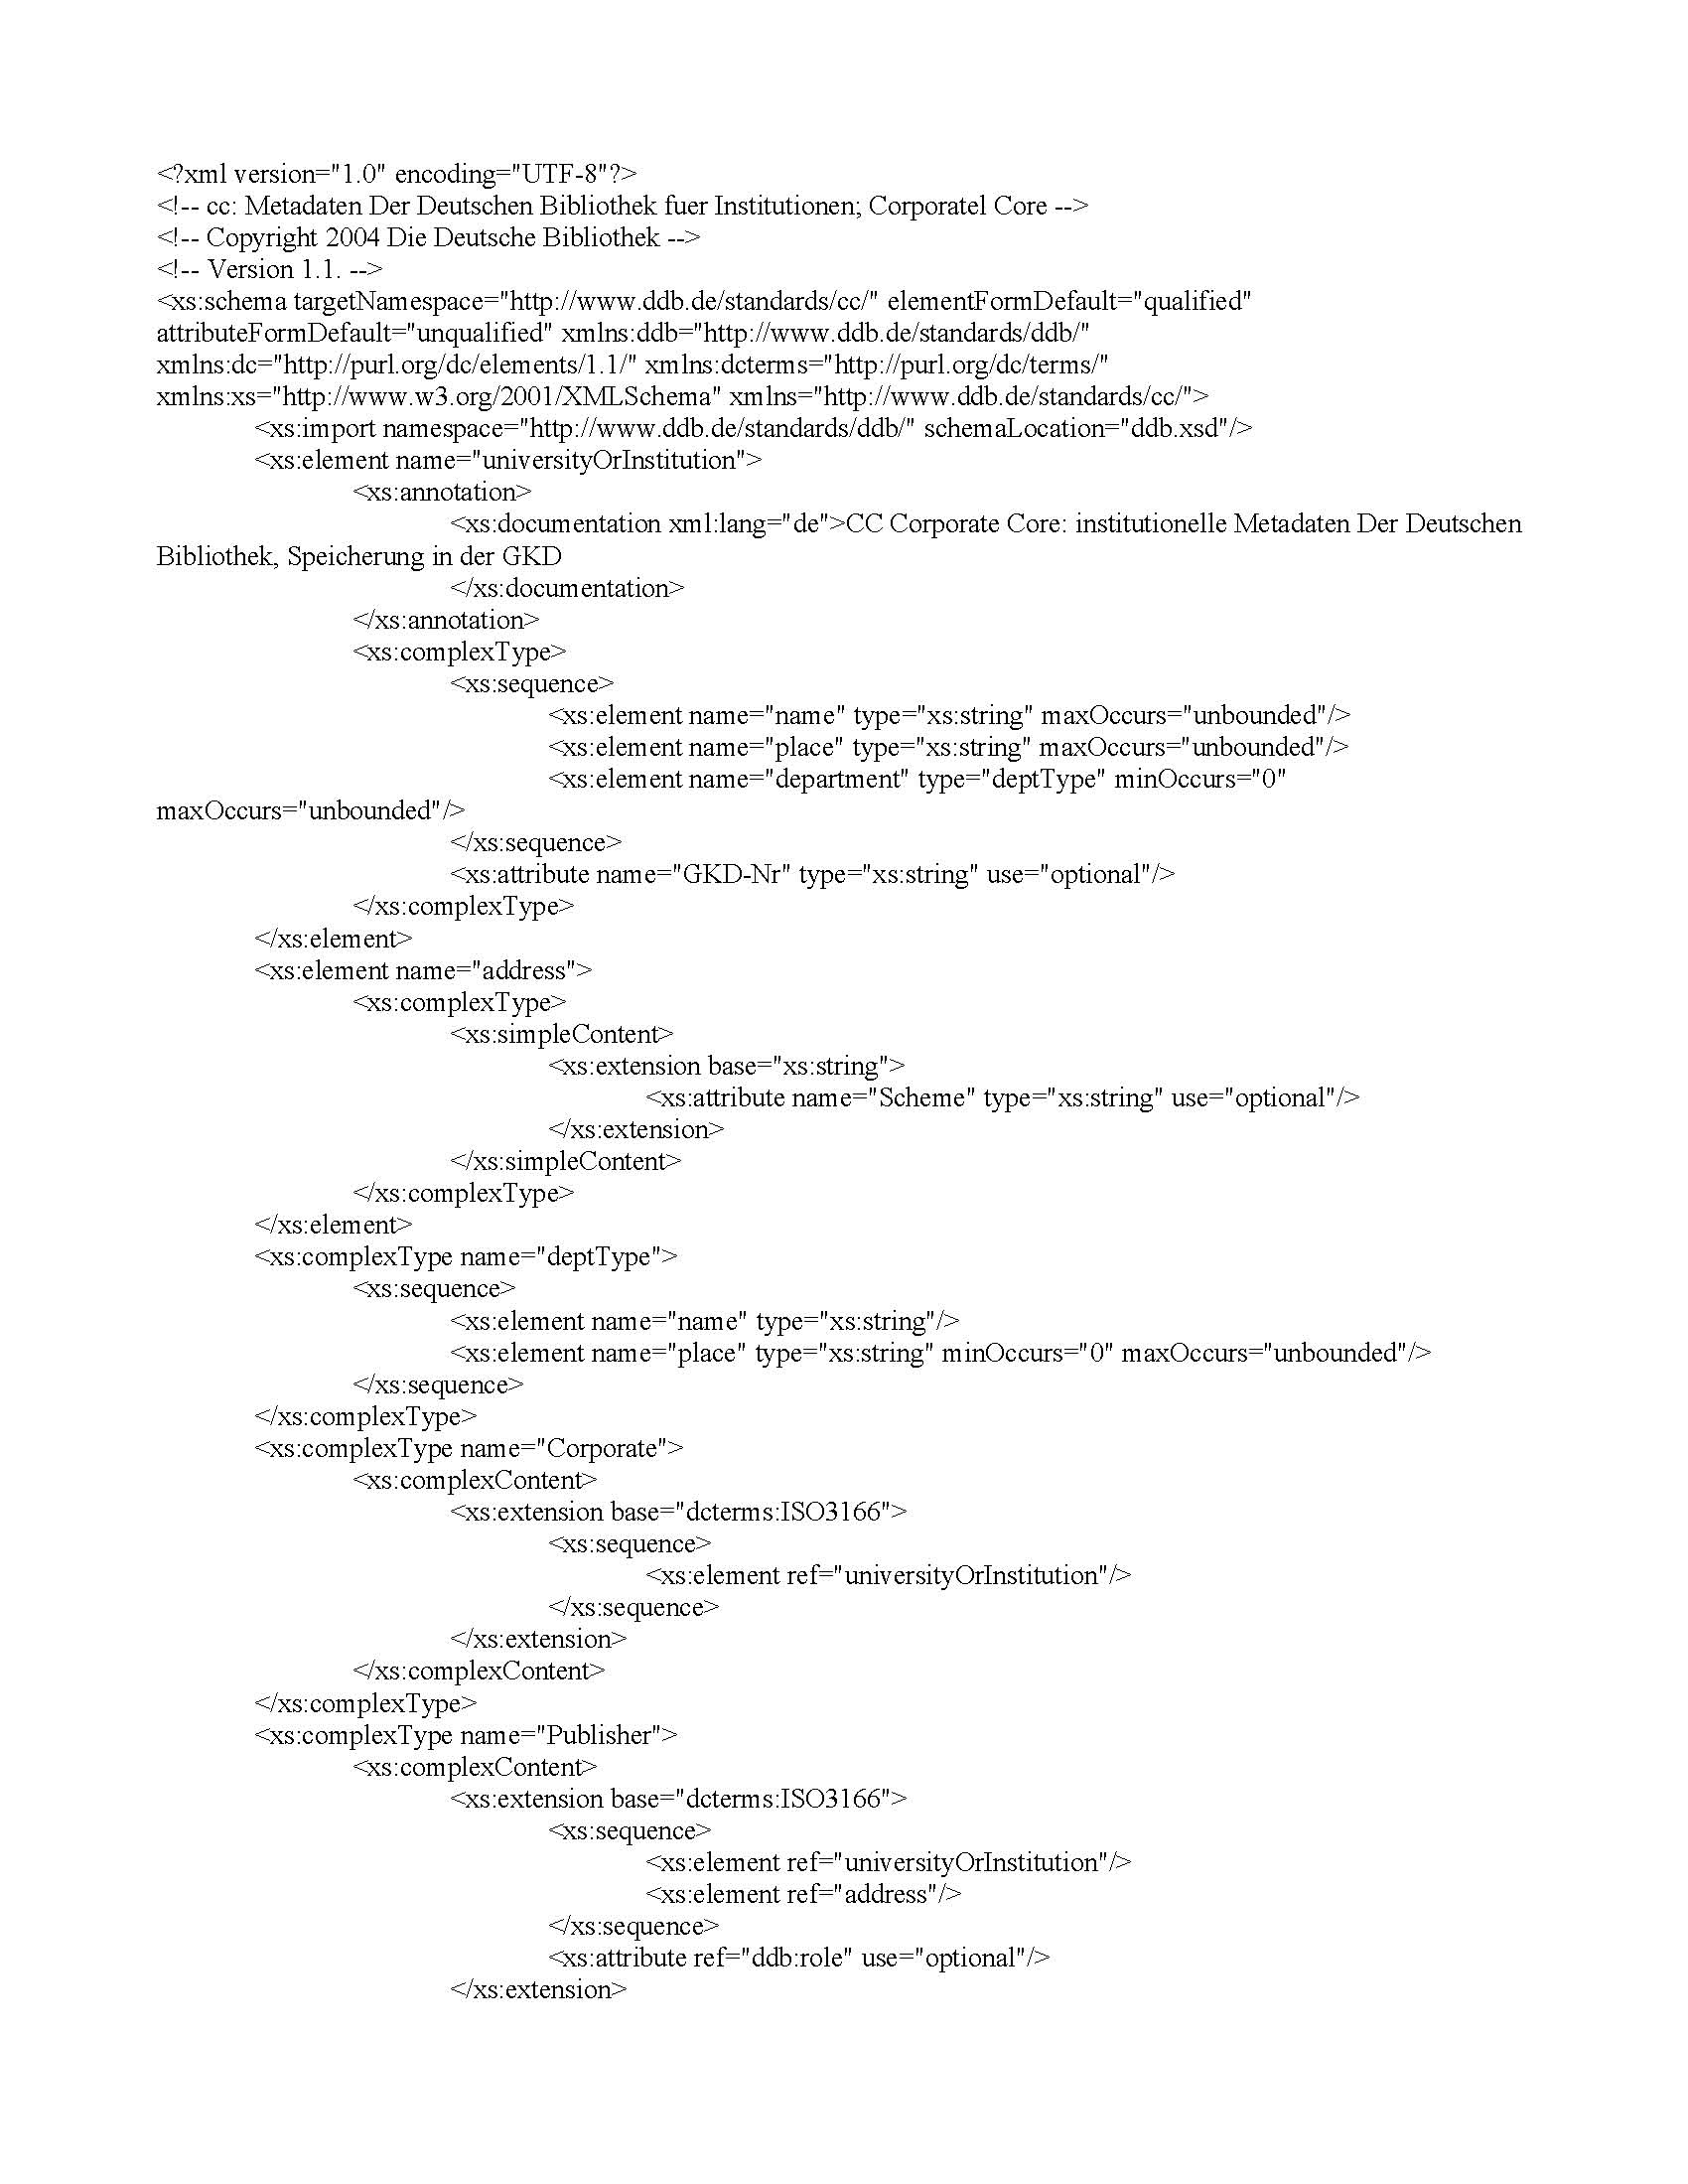 <?xml version="1.0" encoding="UTF-8"?>
<!-- cc: Metadaten Der Deutschen Bibliothek fuer Institutionen; Corporatel Core -->
<!-- Copyright 2004 Die Deutsche Bibliothek -->
<!-- Version 1.1. -->
<xs:schema targetNamespace="http://www.ddb.de/standards/cc/" elementFormDefault="qualified"
attributeFormDefault="unqualified" xmlns:ddb="http://www.ddb.de/standards/ddb/"
xmlns:dc="http://purl.org/dc/elements/1.1/" xmlns:dcterms="http://purl.org/dc/terms/"
xmlns:xs="http://www.w3.org/2001/XMLSchema" xmlns="http://www.ddb.de/standards/cc/">
<xs:import namespace="http://www.ddb.de/standards/ddb/" schemaLocation="ddb.xsd"/>
<xs:element name="universityOrInstitution">
<xs:annotation>
<xs:documentation xml:lang="de">CC Corporate Core: institutionelle Metadaten Der Deutschen
Bibliothek, Speicherung in der GKD
</xs:documentation>
</xs:annotation>
<xs:complexType>
<xs:sequence>
<xs:element name="name" type="xs:string" maxOccurs="unbounded"/>
<xs:element name="place" type="xs:string" maxOccurs="unbounded"/>
<xs:element name="department" type="deptType" minOccurs="0"
maxOccurs="unbounded"/>
</xs:sequence>
<xs:attribute name="GKD-Nr" type="xs:string" use="optional"/>
</xs:complexType>
</xs:element>
<xs:element name="address">
<xs:complexType>
<xs:simpleContent>
<xs:extension base="xs:string">
<xs:attribute name="Scheme" type="xs:string" use="optional"/>
</xs:extension>
</xs:simpleContent>
</xs:complexType>
</xs:element>
<xs:complexType name="deptType">
<xs:sequence>
<xs:element name="name" type="xs:string"/>
<xs:element name="place" type="xs:string" minOccurs="0" maxOccurs="unbounded"/>
</xs:sequence>
</xs:complexType>
<xs:complexType name="Corporate">
<xs:complexContent>
<xs:extension base="dcterms:ISO3166">
<xs:sequence>
<xs:element ref="universityOrInstitution"/>
</xs:sequence>
</xs:extension>
</xs:complexContent>
</xs:complexType>
<xs:complexType name="Publisher">
<xs:complexContent>
<xs:extension base="dcterms:ISO3166">
<xs:sequence>
<xs:element ref="universityOrInstitution"/>
<xs:element ref="address"/>
</xs:sequence>
<xs:attribute ref="ddb:role" use="optional"/>
</xs:extension>